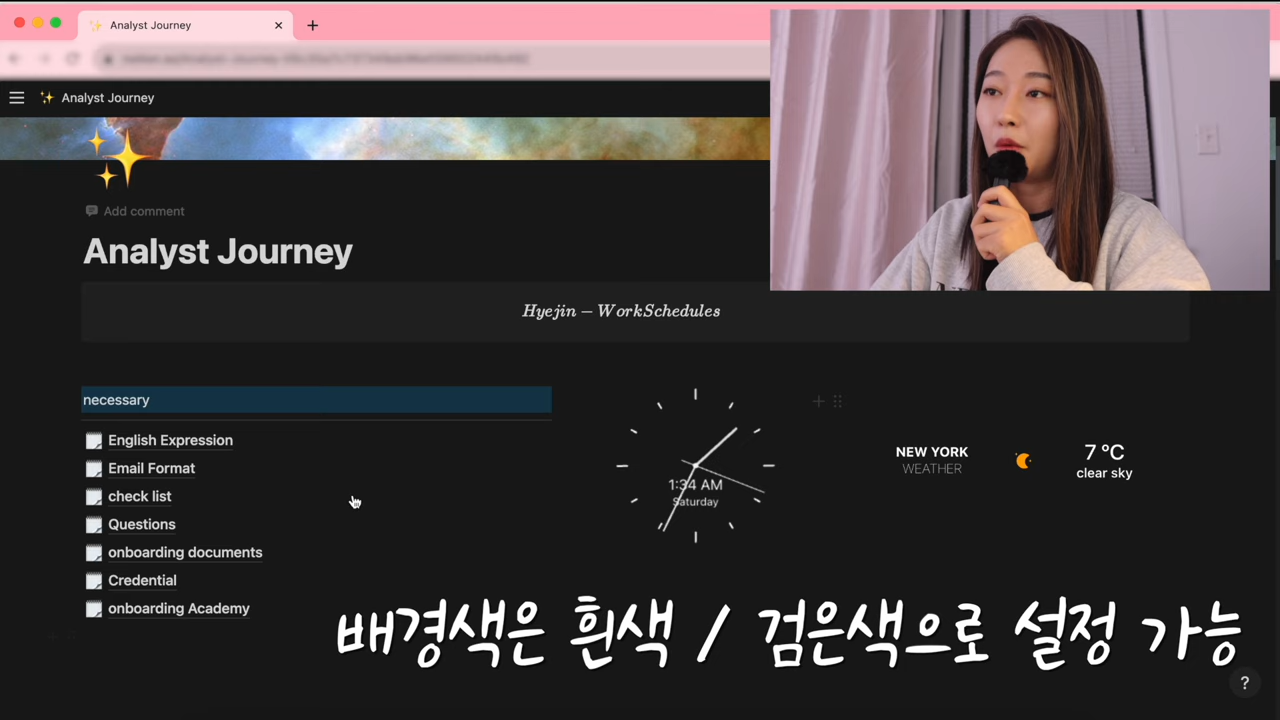 Analyst Journey
Analyst Journey
Add comment
Analyst Journey
Hyejin - WorkSchedules
necessary
English Expression
Email Format
check list
Questions
onboarding documents
Credential
onboarding Academy
1:34 AM
Saturday
NEW YORK
WEATHER
7 °C
clear sky
배경색은 흰색 / 검은색으로 설정 가능
?